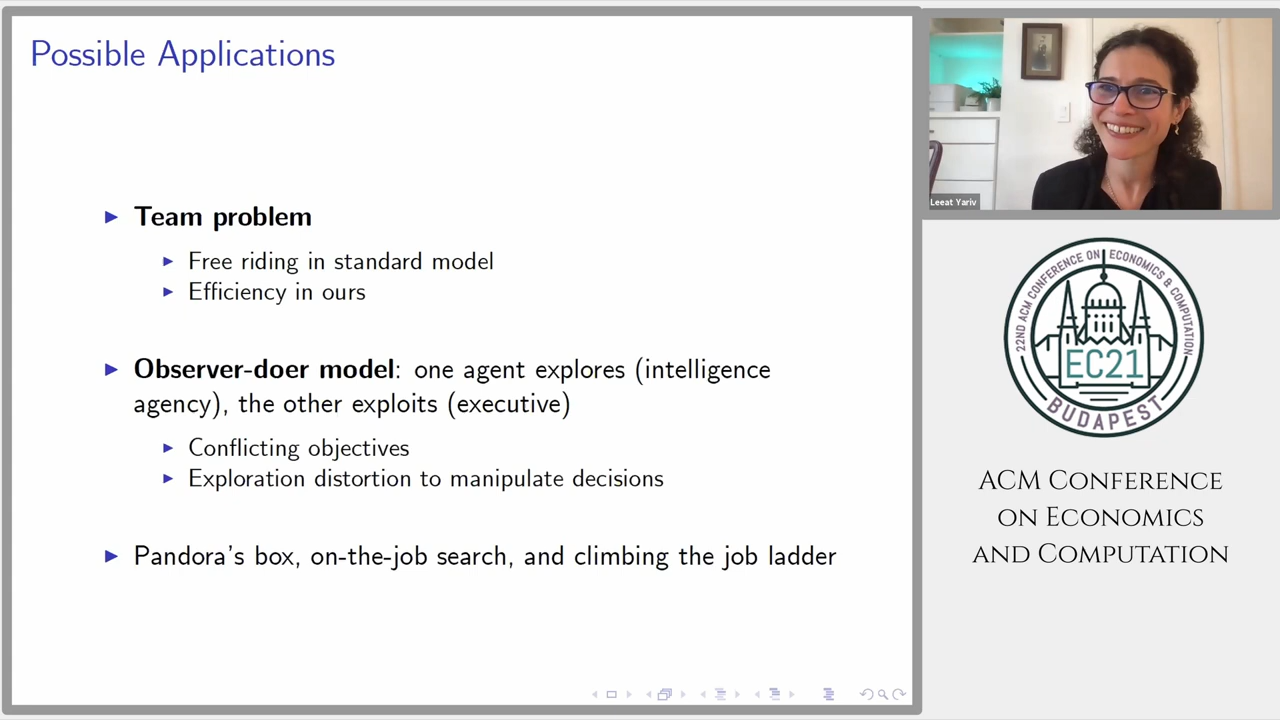 Possible Applications
Team problem
Free riding in standard model
Efficiency in ours
Observer-doer model: one agent explores (intelligence
agency), the other exploits (executive)
Conflicting objectives
Exploration distortion to manipulate decisions
Pandora's box, on-the-job search, and climbing the job ladder
Leeat Yariv
22ND ACM CONFERENCE ON ECONOMICS & COMPUTATION
EC21
BUDAPEST
ACM Conference
on Economics
and Computation